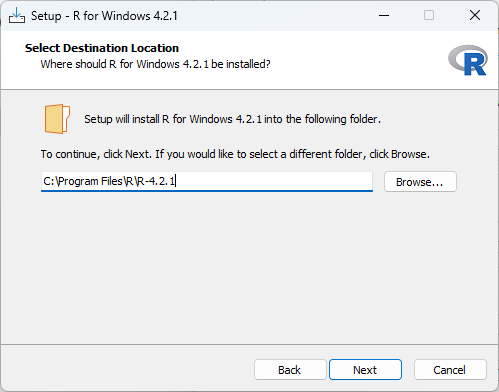 Setup - R for Windows 4.2.1
Select Destination Location
Where should R for Windows 4.2.1 be installed?
R
Setup will install R for Windows 4.2.1 into the following folder.
To continue, click Next. If you would like to select a different folder, click Browse.
C:\Program Files\R\R-4.2.1
Browse...
Back
Next
Cancel